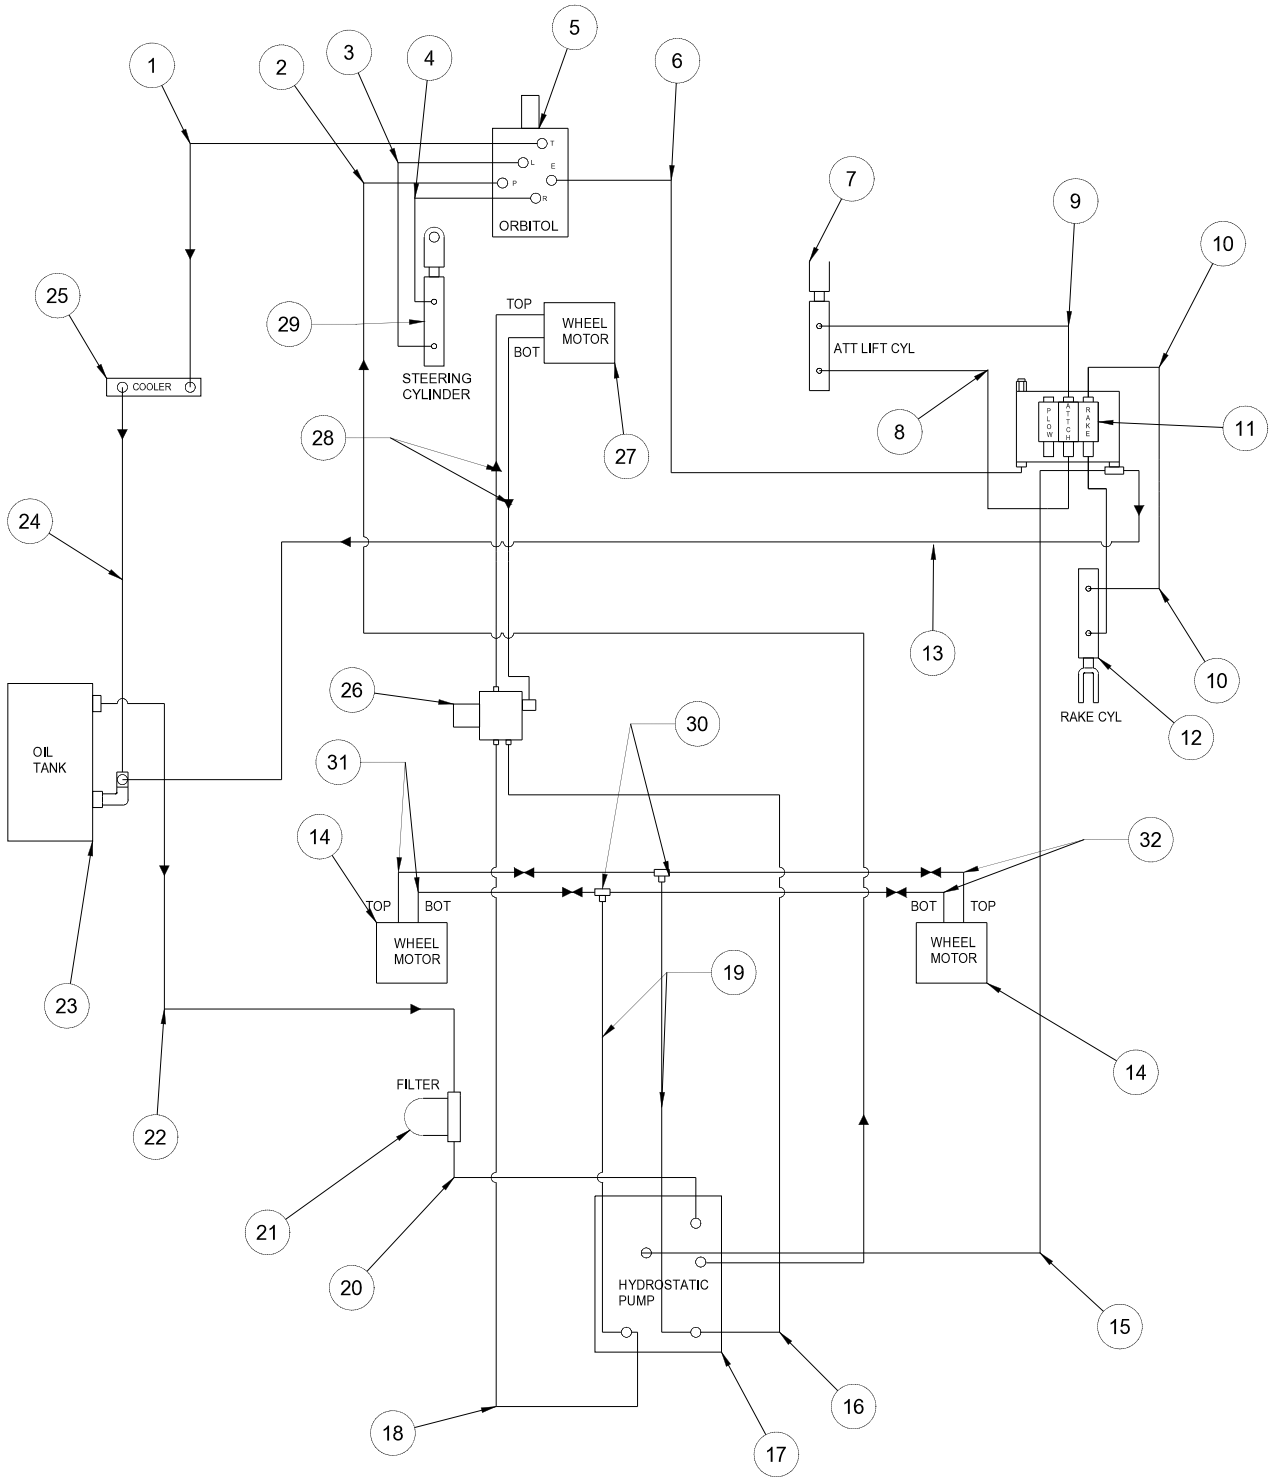 5
3
4
6
1
2
T
L
E
P
R
ORBITOL
7
9
10
25
29
TOP
WHEEL
MOTOR
BOT
ATT LIFT CYL
COOLER
STEERING
CYLINDER
8
PLOW
ATTCH
RAKE
11
28
27
24
13
10
26
RAKE CYL
12
30
OIL
TANK
31
14
32
TOP
BOT
BOT
TOP
WHEEL
MOTOR
WHEEL
MOTOR
19
23
14
FILTER
22
21
20
HYDROSTATIC
PUMP
15
16
18
17